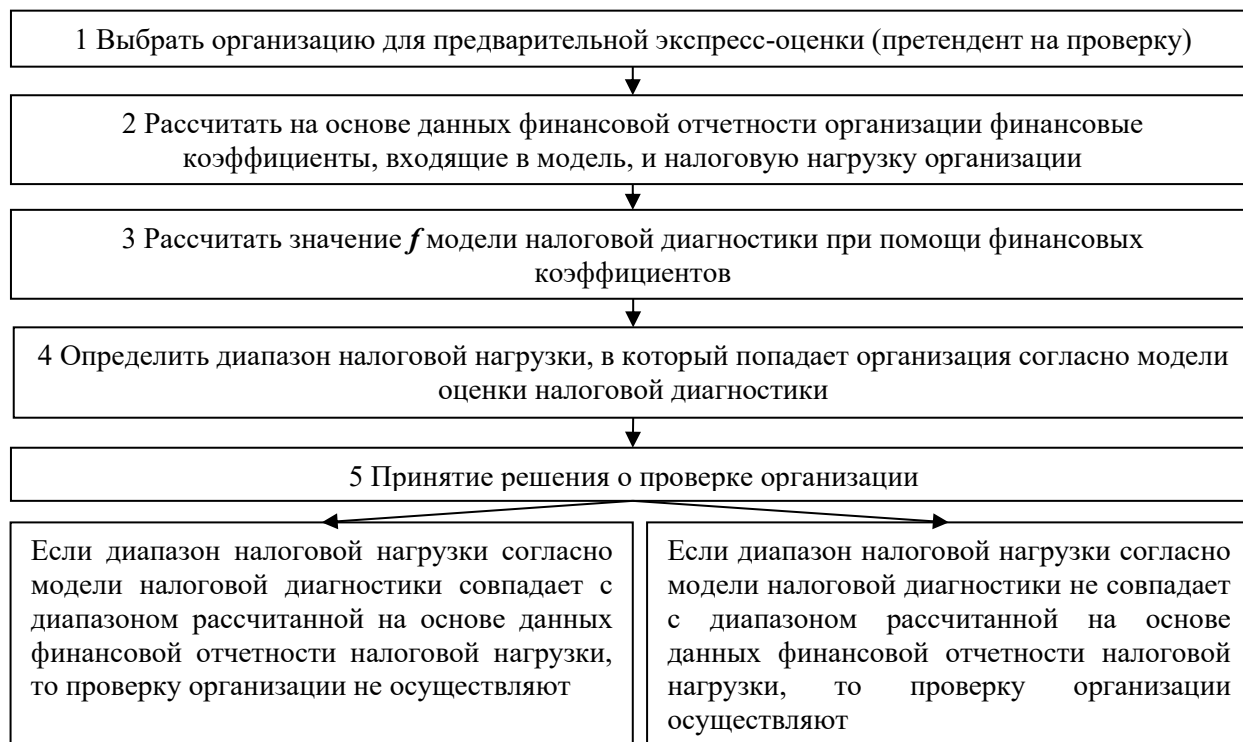 1 Выбрать организацию для предварительной экспресс-оценки (претендент на проверку)
2 Рассчитать на основе данных финансовой отчетности организации финансовые
коэффициенты, входящие в модель, и налоговую нагрузку организации
3 Рассчитать значение f модели налоговой диагностики при помощи финансовых
коэффициентов
4 Определить диапазон налоговой нагрузки, в который попадает организация согласно модели
оценки налоговой диагностики
5 Принятие решения о проверке организации
Если диапазон налоговой нагрузки согласно
модели налоговой диагностики совпадает с
диапазоном рассчитанной на основе данных
финансовой отчетности налоговой нагрузки,
то проверку организации не осуществляют
Если диапазон налоговой нагрузки согласно
модели налоговой диагностики не совпадает
с диапазоном рассчитанной на основе
данных финансовой отчетности налоговой
нагрузки, то проверку организации
осуществляют